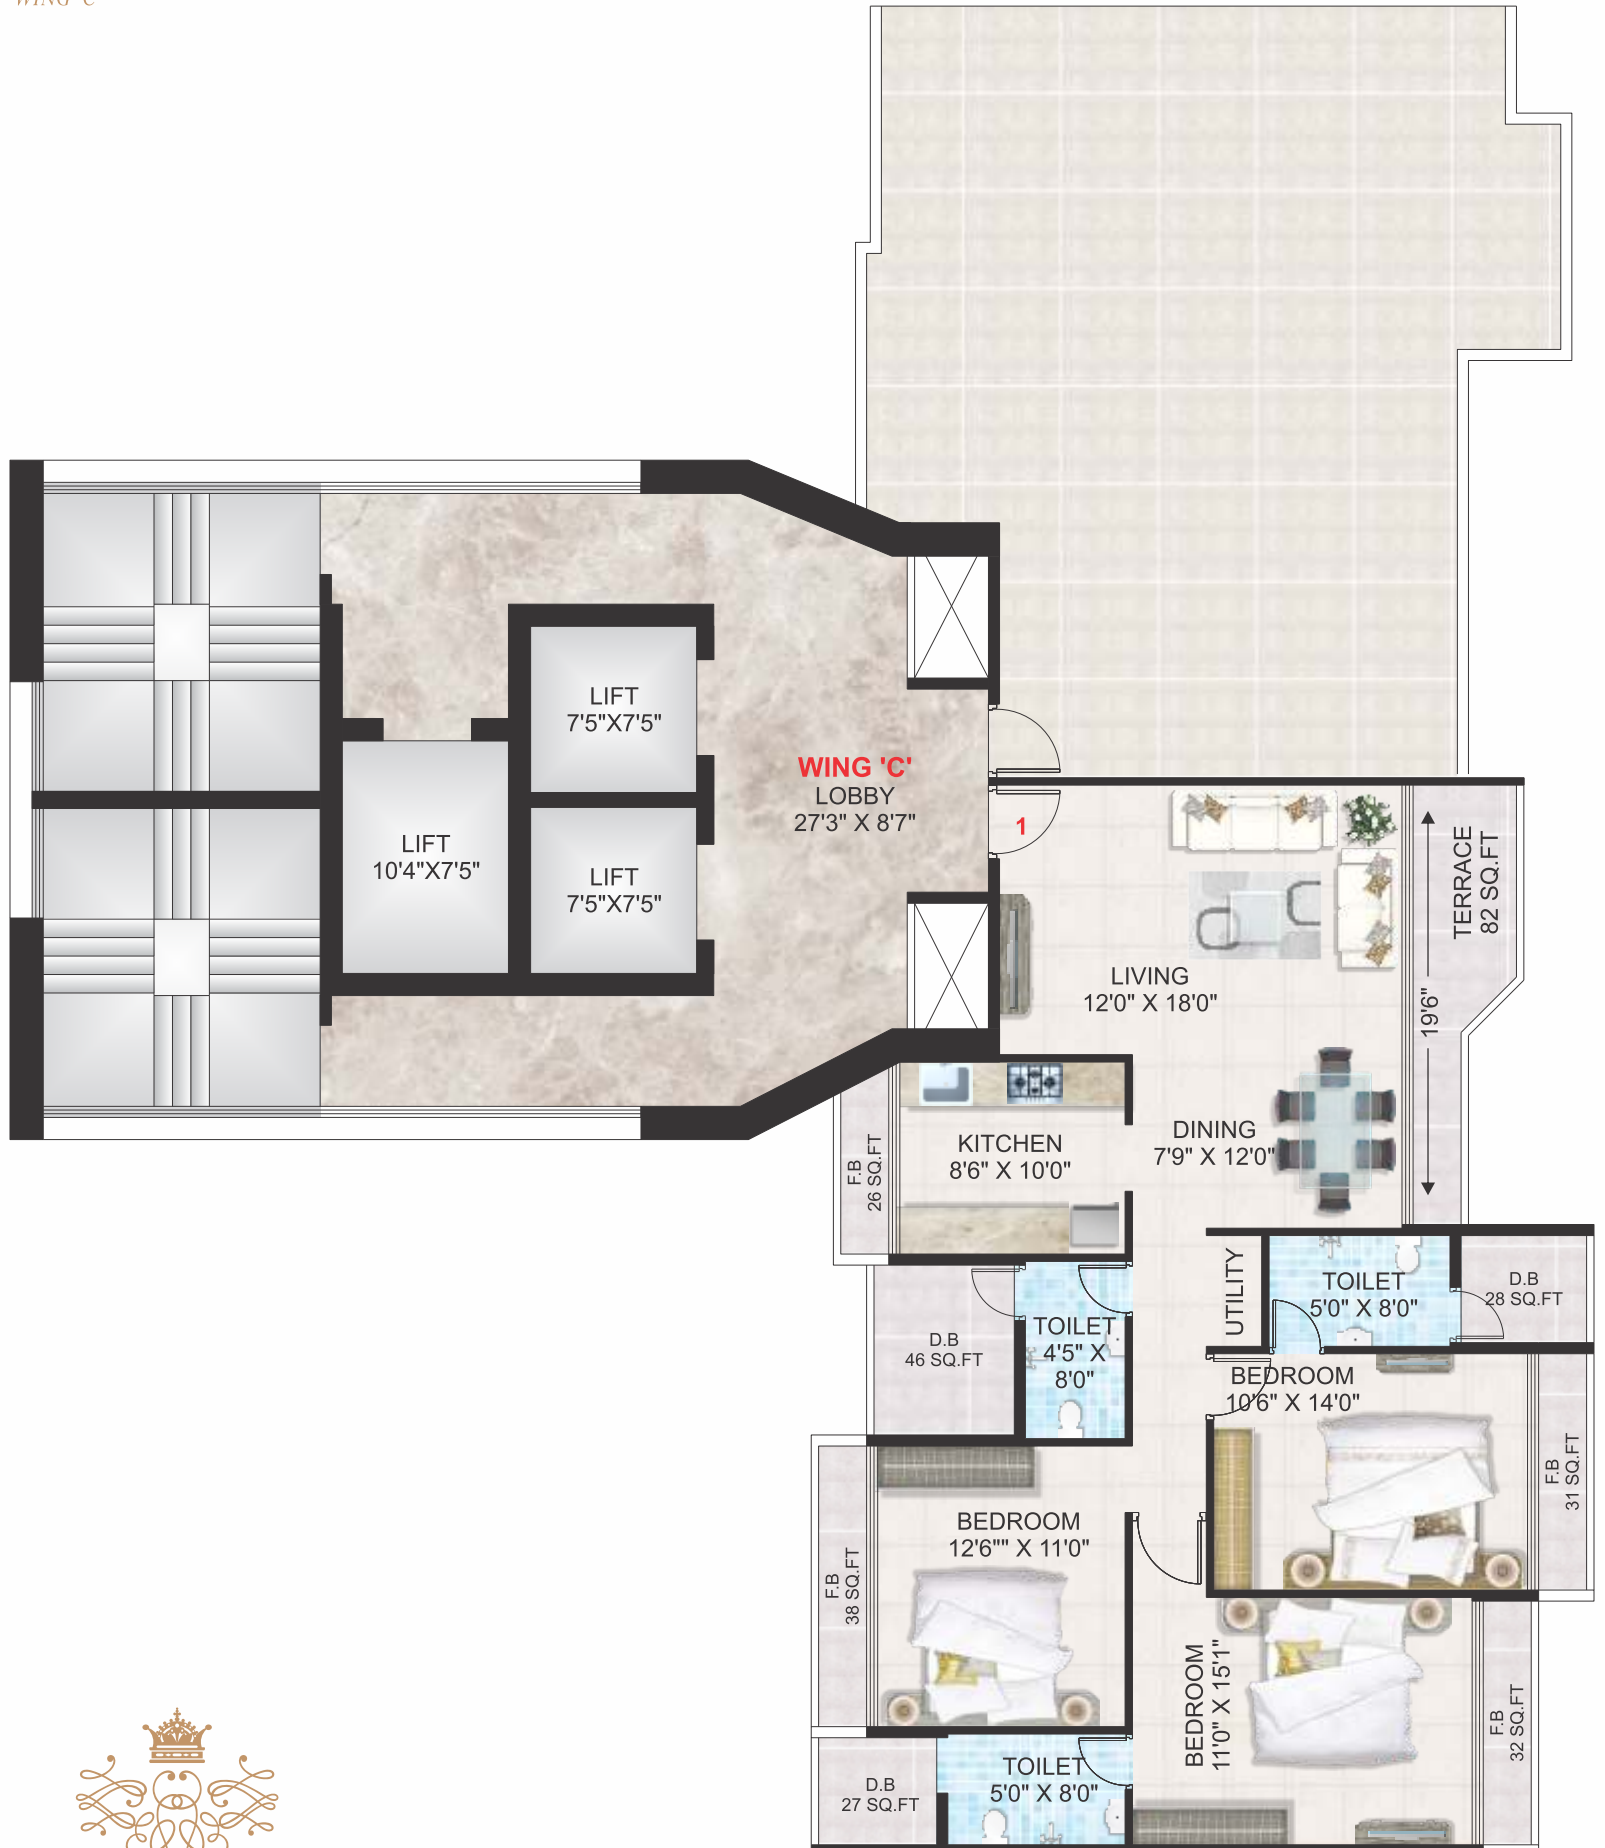 WING 'C'
LIFT
7'5"X7'5"
WING 'C'
LOBBY
27'3" X 8'7"
LIFT
10'4"X7'5"
LIFT
7'5"X7'5"
1
TERRACE
82 SQ.FT
19'6"
LIVING
12'0" X 18'0"
KITCHEN
8'6" X 10'0"
DINING
7'9" X 12'0"
F.B
26 SQ.FT
UTILITY
TOILET
5'0" X 8'0"
D.B
28 SQ.FT
D.B
46 SQ.FT
TOILET
4'5" X
8'0"
BEDROOM
10'6" X 14'0"
F.B
31 SQ.FT
BEDROOM
12'6"" X 11'0"
F.B
38 SQ.FT
BEDROOM
11'0" X 15'1"
F.B
32 SQ.FT
TOILET
5'0" X 8'0"
D.B
27 SQ.FT